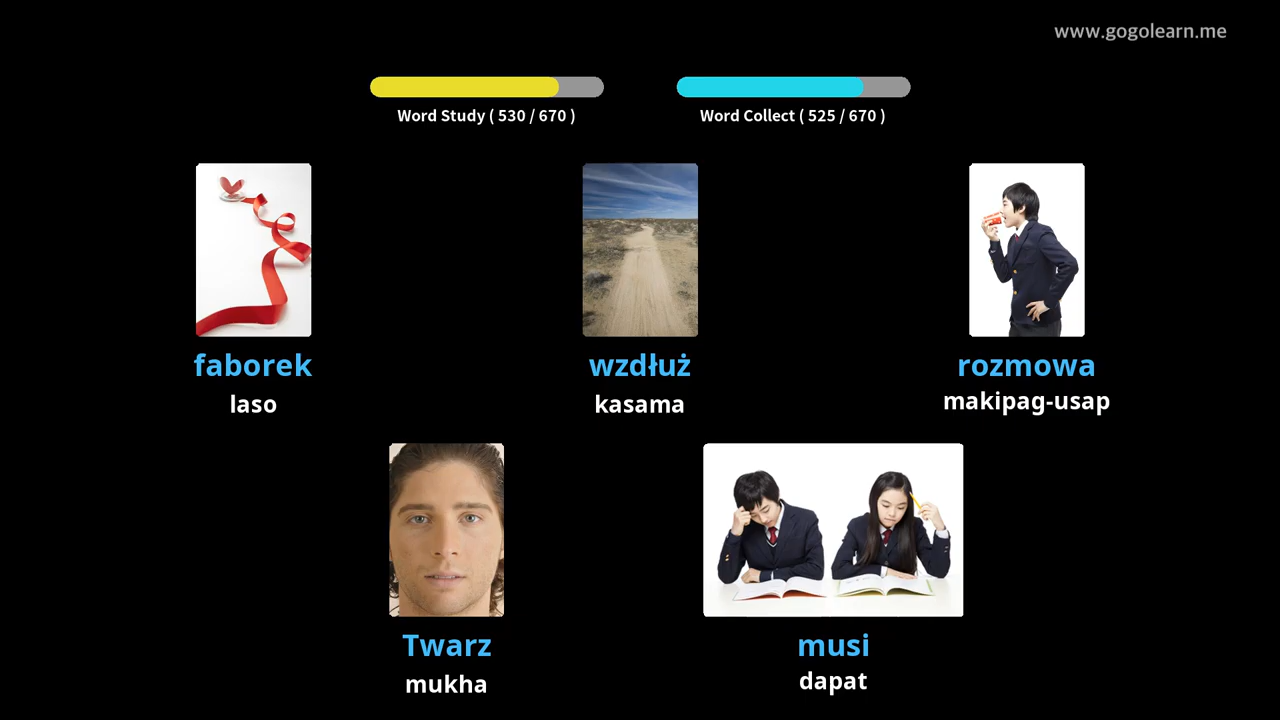 www.gogolearn.me
Word Study ( 530 / 670 )
Word Collect ( 525 / 670 )
faborek
laso
wzdłuż
kasama
rozmowa
makipag-usap
Twarz
mukha
musi
dapat